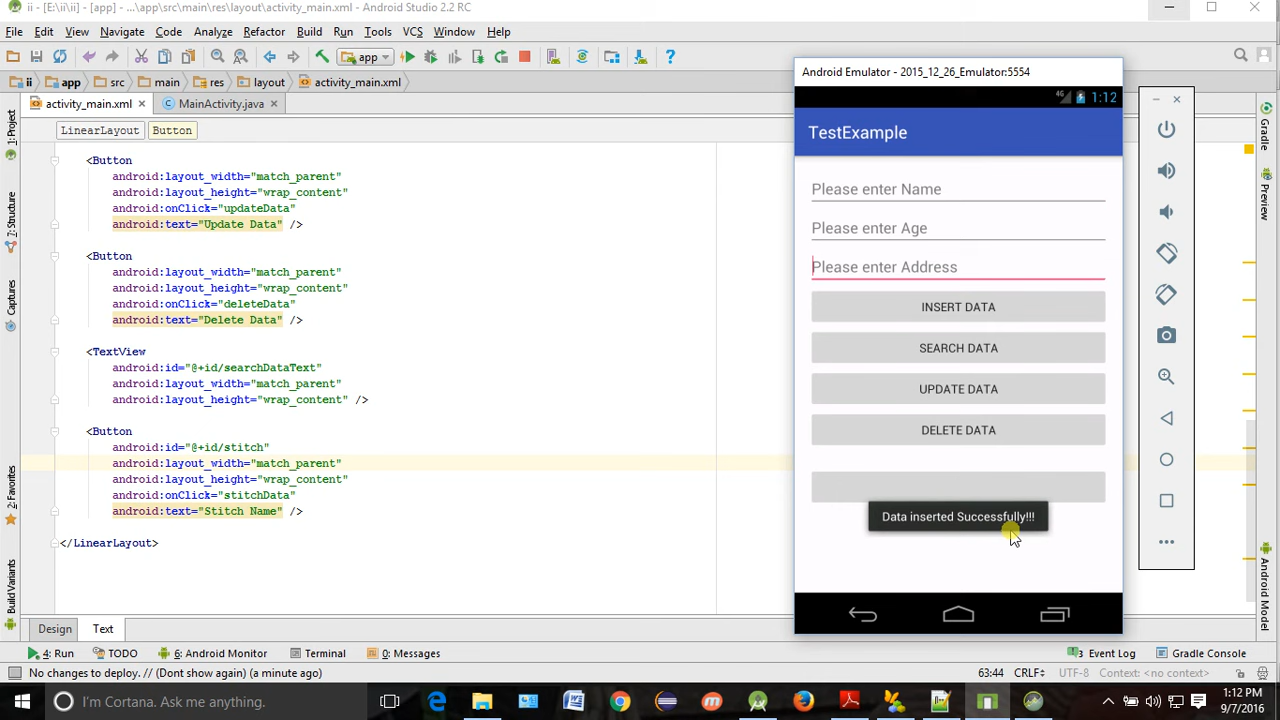 ii - [E:\ii\ii] - [app] - ...\app\src\main\res\layout\activity_main.xml - Android Studio 2.2 RC
File Edit View Navigate Code Analyze Refactor Build Run Tools VCS Window Help
app
ii app src main res layout activity_main.xml
activity_main.xml MainActivity.java
LinearLayout Button
<Button
android:layout_width="match_parent"
android:layout_height="wrap_content"
android:onClick="updateData"
android:text="Update Data" />
<Button
android:layout_width="match_parent"
android:layout_height="wrap_content"
android:onClick="deleteData"
android:text="Delete Data" />
<TextView
android:id="@+id/searchDataText"
android:layout_width="match_parent"
android:layout_height="wrap_content" />
<Button
android:id="@+id/stitch"
android:layout_width="match_parent"
android:layout_height="wrap_content"
android:onClick="stitchData"
android:text="Stitch Name" />
</LinearLayout>
1: Project
7: Structure
Captures
2: Favorites
Build Variants
Android Emulator - 2015_12_26_Emulator:5554
4G 1:12
TestExample
Please enter Name
Please enter Age
Please enter Address
INSERT DATA
SEARCH DATA
UPDATE DATA
DELETE DATA
Data inserted Successfully!!!
Gradle
Preview
Android Model
Design Text
4: Run TODO 6: Android Monitor Terminal 0: Messages 3 Event Log Gradle Console
No changes to deploy. // (Dont show again) (a minute ago) 63:44 CRLF UTF-8 Context: <no context>
I'm Cortana. Ask me anything.
1:12 PM
9/7/2016